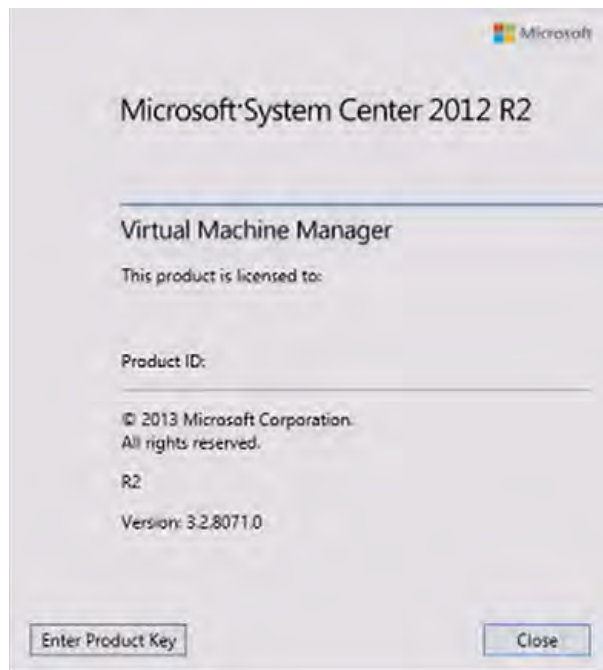 Microsoft
Microsoft System Center 2012 R2
Virtual Machine Manager
This product is licensed to:
Product ID:
© 2013 Microsoft Corporation.
All rights reserved.
R2
Version: 3.2.8071.0
Enter Product Key
Close